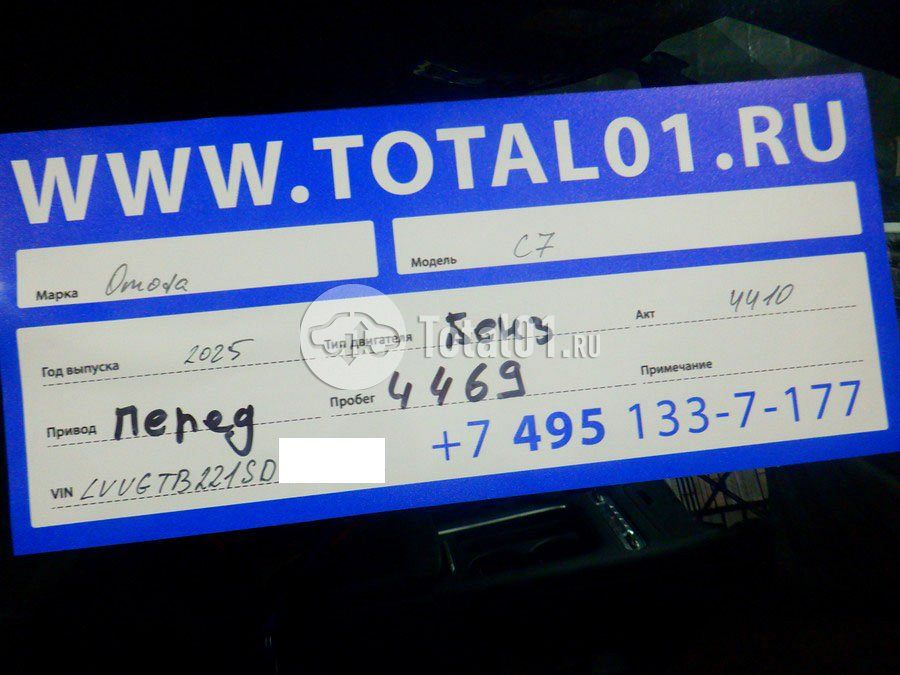 WWW.TOTAL01.RU
Марка Omoda Модель C7
Год выпуска 2025 Тип двигателя Бенз Акт 4410
Total01.RU
Привод Перед Пробег 4469 Примечание
+7 495 133-7-177
VIN LVUGTB221SD